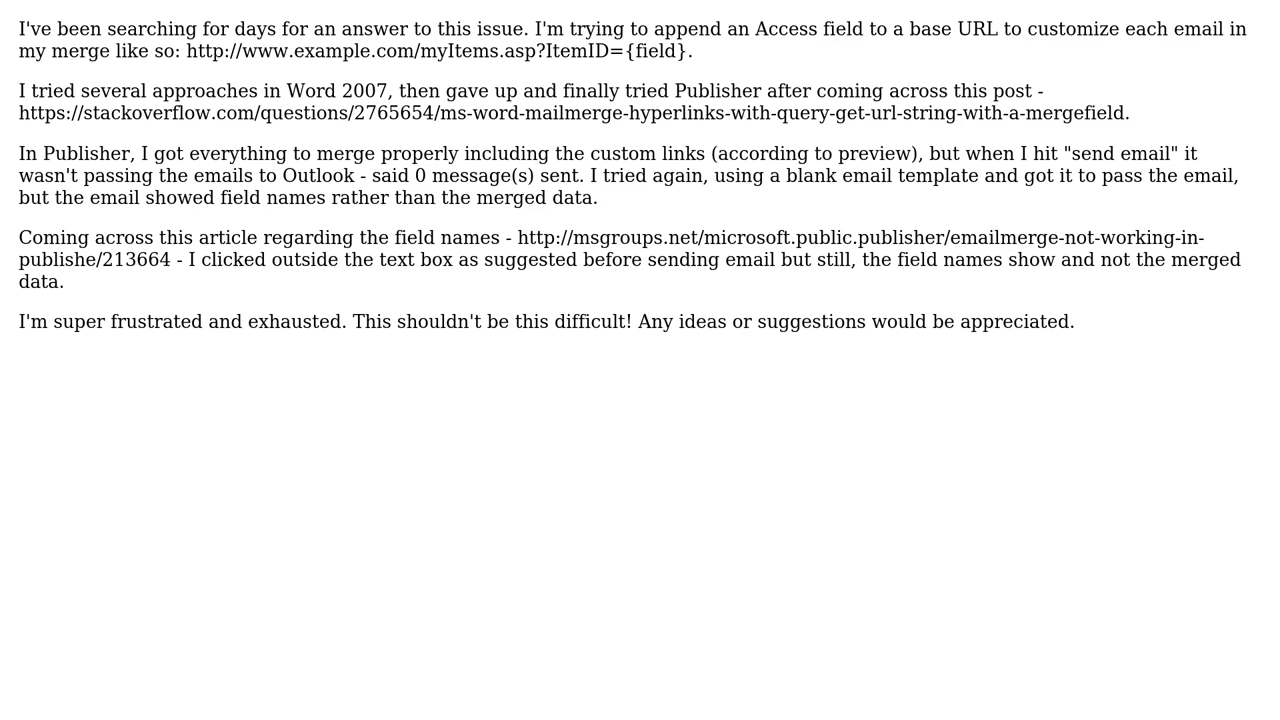 I've been searching for days for an answer to this issue. I'm trying to append an Access field to a base URL to customize each email in
my merge like so: http://www.example.com/myItems.asp?ItemID={field}.
I tried several approaches in Word 2007, then gave up and finally tried Publisher after coming across this post -
https://stackoverflow.com/questions/2765654/ms-word-mailmerge-hyperlinks-with-query-get-url-string-with-a-mergefield.
In Publisher, I got everything to merge properly including the custom links (according to preview), but when I hit "send email" it
wasn't passing the emails to Outlook - said 0 message(s) sent. I tried again, using a blank email template and got it to pass the email,
but the email showed field names rather than the merged data.
Coming across this article regarding the field names - http://msgroups.net/microsoft.public.publisher/emailmerge-not-working-in-
publishe/213664 - I clicked outside the text box as suggested before sending email but still, the field names show and not the merged
data.
I'm super frustrated and exhausted. This shouldn't be this difficult! Any ideas or suggestions would be appreciated.